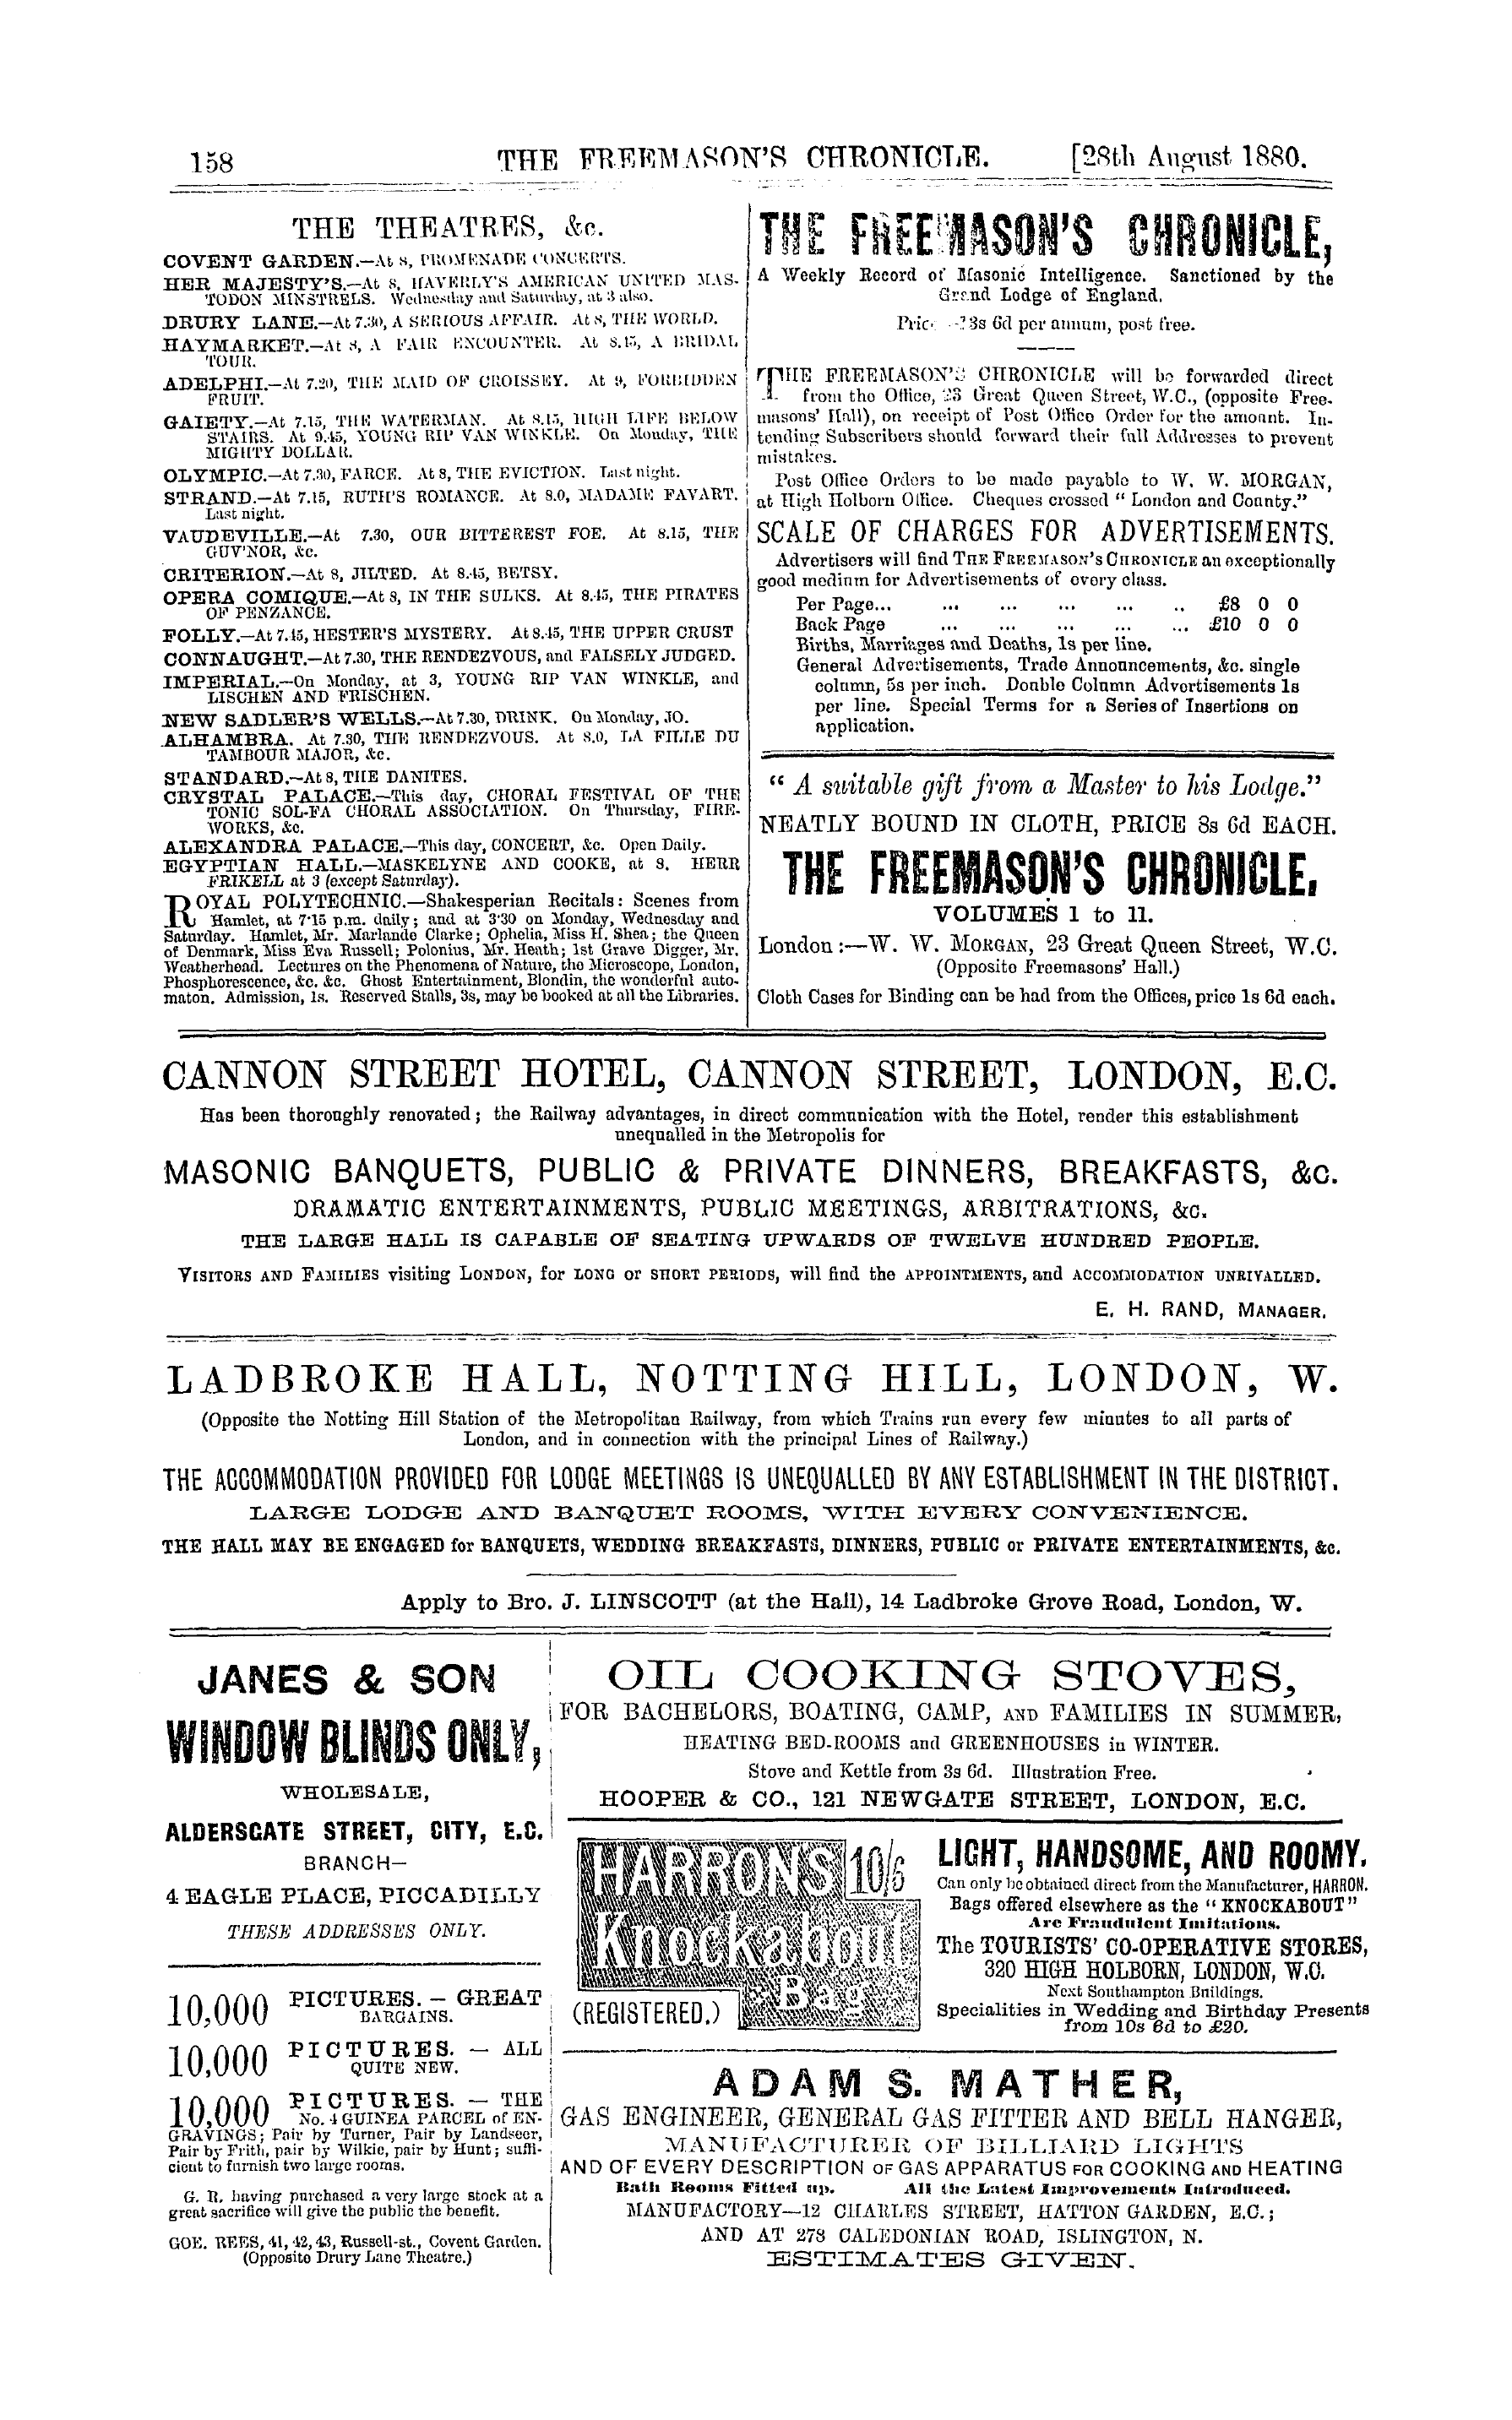 158 THE FREEMASON'S CHRONICLE. [28th August 1880.
THE THEATRES, &c.
COVENT GARDEN.—At 8, PROMENADE CONCERTS.
HER MAJESTY'S.—At 8, HAVERLY'S AMERICAN UNITED MAS-
TODON MINSTRELS. Wednesday and Saturday, at 3 also.
DRURY LANE.—At 7.30, A SERIOUS AFFAIR. At 8, THE WORLD.
HAYMARKET.—At 8, A FAIR ENCOUNTER. At 8.15, A BRIDAL
TOUR.
ADELPHI.—At 7.20, THE MAID OF CROISSEY. At 9, FORBIDDEN
FRUIT.
GAIETY.—At 7.15, THE WATERMAN. At 8.15, HIGH LIFE BELOW
STAIRS. At 9.45, YOUNG RIP VAN WINKLE. On Monday, THE
MIGHTY DOLLAR.
OLYMPIC.—At 7.30, FARCE. At 8, THE EVICTION. Last night.
STRAND.—At 7.15, RUTH'S ROMANCE. At 8.0, MADAME FAVART.
Last night.
VAUDEVILLE.—At 7.30, OUR BITTEREST FOE. At 8.15, THE
GUV'NOR, &c.
CRITERION.—At 8, JILTED. At 8.45, BETSY.
OPERA COMIQUE.—At 8, IN THE SULKS. At 8.45, THE PIRATES
OF PENZANCE.
FOLLY.—At 7.45, HESTER'S MYSTERY. At 8.45, THE UPPER CRUST
CONNAUGHT.—At 7.30, THE RENDEZVOUS, and FALSELY JUDGED.
IMPERIAL.—On Monday, at 3, YOUNG RIP VAN WINKLE, and
LISCHEN AND FRISCHEN.
NEW SADLER'S WELLS.—At 7.30, DRINK. On Monday, JO.
ALHAMBRA. At 7.30, THE RENDEZVOUS. At 8.0, LA FILLE DU
TAMBOUR MAJOR, &c.
STANDARD.—At 8, THE DANITES.
CRYSTAL PALACE.—This day, CHORAL FESTIVAL OF THE
TONIC SOL-FA CHORAL ASSOCIATION. On Thursday, FIRE-
WORKS, &c.
ALEXANDRA PALACE.—This day, CONCERT, &c. Open Daily.
EGYPTIAN HALL.—MASKELYNE AND COOKE, at 8. HERR
FRIKELL at 3 (except Saturday).
ROYAL POLYTECHNIC.—Shakesperian Recitals: Scenes from
Hamlet, at 7·15 p.m. daily; and at 3·30 on Monday, Wednesday and
Saturday. Hamlet, Mr. Marlande Clarke; Ophelia, Miss H. Shea; the Queen
of Denmark, Miss Eva Russell; Polonius, Mr. Heath; 1st Grave Digger, Mr.
Weatherhead. Lectures on the Phenomena of Nature, the Microscope, London,
Phosphorescence, &c. &c. Ghost Entertainment, Blondin, the wonderful auto-
maton. Admission, 1s. Reserved Stalls, 3s, may be booked at all the Libraries.
THE FREEMASON'S CHRONICLE,
A Weekly Record of Masonic Intelligence. Sanctioned by the
Grand Lodge of England.
3s 6d per annum, post free.
THE FREEMASON'S CHRONICLE will be forwarded direct
from the Office, 23 Great Queen Street, W.C., (opposite Free-
masons' Hall), on receipt of Post Office Order for the amount. In-
tending Subscribers should forward their full Addresses to prevent
mistakes.
Post Office Orders to be made payable to W. W. MORGAN,
at High Holborn Office. Cheques crossed "London and County."
SCALE OF CHARGES FOR ADVERTISEMENTS.
Advertisers will find THE FREEMASON'S CHRONICLE an exceptionally
good medium for Advertisements of every class.
Per Page... ... ... ... ... .. £8 0 0
Back Page ... ... ... ... ... £10 0 0
Births, Marriages and Deaths, 1s per line.
General Advertisements, Trade Announcements, &c. single
column, 5s per inch. Double Column Advertisements 1s
per line. Special Terms for a Series of Insertions on
application.
"A suitable gift from a Master to his Lodge."
NEATLY BOUND IN CLOTH, PRICE 8s 6d EACH.
THE FREEMASON'S CHRONICLE,
VOLUMES 1 to 11.
London:—W. W. MORGAN, 23 Great Queen Street, W.C.
(Opposite Freemasons' Hall.)
Cloth Cases for Binding can be had from the Offices, price 1s 6d each.
CANNON STREET HOTEL, CANNON STREET, LONDON, E.C.
Has been thoroughly renovated; the Railway advantages, in direct communication with the Hotel, render this establishment
unequalled in the Metropolis for
MASONIC BANQUETS, PUBLIC & PRIVATE DINNERS, BREAKFASTS, &c.
DRAMATIC ENTERTAINMENTS, PUBLIC MEETINGS, ARBITRATIONS, &c.
THE LARGE HALL IS CAPABLE OF SEATING UPWARDS OF TWELVE HUNDRED PEOPLE.
VISITORS AND FAMILIES visiting LONDON, for LONG or SHORT PERIODS, will find the APPOINTMENTS, and ACCOMMODATION UNRIVALLED.
E. H. RAND, MANAGER.
LADBROKE HALL, NOTTING HILL, LONDON, W.
(Opposite the Notting Hill Station of the Metropolitan Railway, from which Trains run every few minutes to all parts of
London, and in connection with the principal Lines of Railway.)
THE ACCOMMODATION PROVIDED FOR LODGE MEETINGS IS UNEQUALLED BY ANY ESTABLISHMENT IN THE DISTRICT.
LARGE LODGE AND BANQUET ROOMS, WITH EVERY CONVENIENCE.
THE HALL MAY BE ENGAGED for BANQUETS, WEDDING BREAKFASTS, DINNERS, PUBLIC or PRIVATE ENTERTAINMENTS, &c.
Apply to Bro. J. LINSCOTT (at the Hall), 14 Ladbroke Grove Road, London, W.
JANES & SON
WINDOW BLINDS ONLY,
WHOLESALE,
ALDERSGATE STREET, CITY, E.C.
BRANCH—
4 EAGLE PLACE, PICCADILLY
THESE ADDRESSES ONLY.
10,000 PICTURES. — GREAT
BARGAINS.
10,000 PICTURES. — ALL
QUITE NEW.
10,000 PICTURES. — THE
No. 4 GUINEA PARCEL of EN-
GRAVINGS; Pair by Turner, Pair by Landseer,
Pair by Frith, pair by Wilkie, pair by Hunt; suffi-
cient to furnish two large rooms.
G. R. having purchased a very large stock at a
great sacrifice will give the public the benefit.
GOE. REES, 41, 42, 43, Russell-st., Covent Garden.
(Opposite Drury Lane Theatre.)
OIL COOKING STOVES,
FOR BACHELORS, BOATING, CAMP, AND FAMILIES IN SUMMER,
HEATING BED-ROOMS and GREENHOUSES in WINTER.
Stove and Kettle from 3s 6d. Illustration Free.
HOOPER & CO., 121 NEWGATE STREET, LONDON, E.C.
HARRON'S 10/6
Knockabout
Bag
(REGISTERED.)
LIGHT, HANDSOME, AND ROOMY.
Can only be obtained direct from the Manufacturer, HARRON.
Bags offered elsewhere as the "KNOCKABOUT"
Are Fraudulent Imitations.
The TOURISTS' CO-OPERATIVE STORES,
320 HIGH HOLBORN, LONDON, W.C.
Next Southampton Buildings.
Specialities in Wedding and Birthday Presents
from 10s 6d to £20.
ADAM S. MATHER,
GAS ENGINEER, GENERAL GAS FITTER AND BELL HANGER,
MANUFACTURER OF BILLIARD LIGHTS
AND OF EVERY DESCRIPTION OF GAS APPARATUS FOR COOKING AND HEATING
Bath Rooms Fitted up. All the Latest Improvements Introduced.
MANUFACTORY—12 CHARLES STREET, HATTON GARDEN, E.C.;
AND AT 278 CALEDONIAN ROAD, ISLINGTON, N.
ESTIMATES GIVEN.